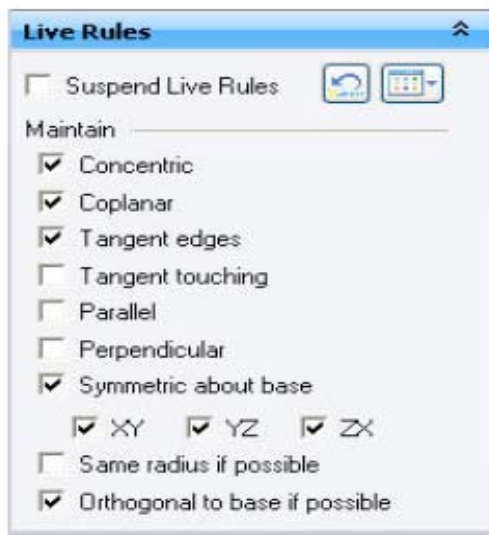 Live Rules
Suspend Live Rules
Maintain
Concentric
Coplanar
Tangent edges
Tangent touching
Parallel
Perpendicular
Symmetric about base
XY YZ ZX
Same radius if possible
Orthogonal to base if possible